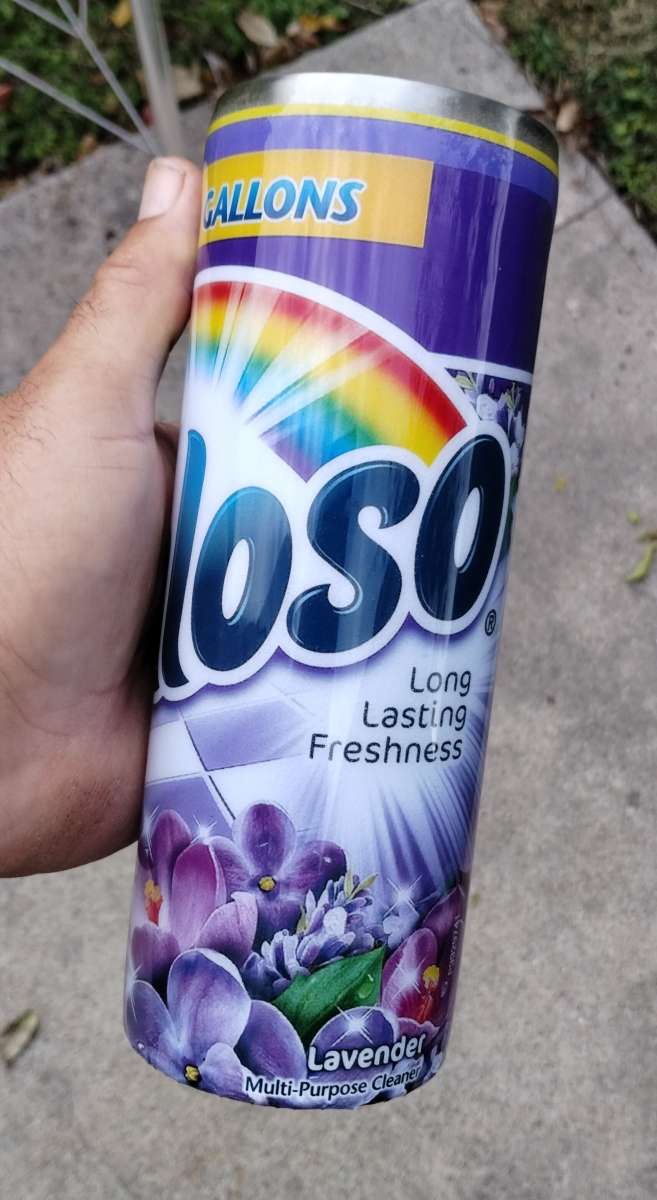 GALLONS
loso®
Long
Lasting
Freshness
Lavender
Multi-Purpose Cleaner